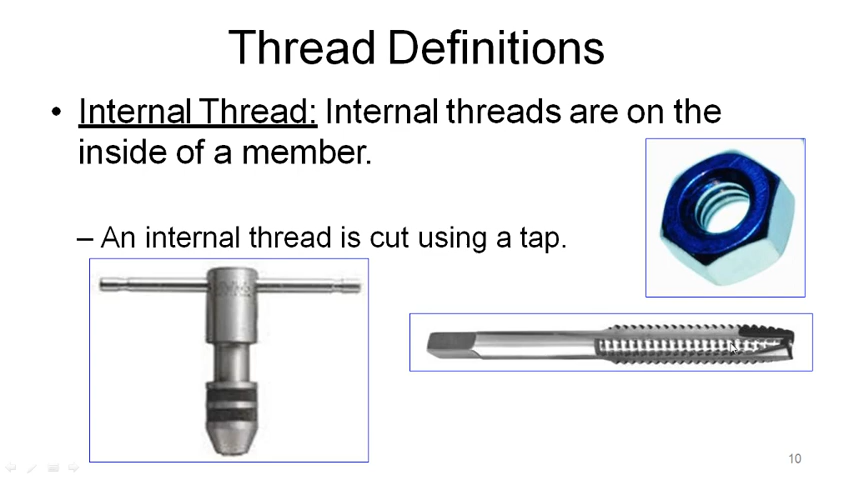 Thread Definitions
• Internal Thread: Internal threads are on the
inside of a member.
– An internal thread is cut using a tap.
10